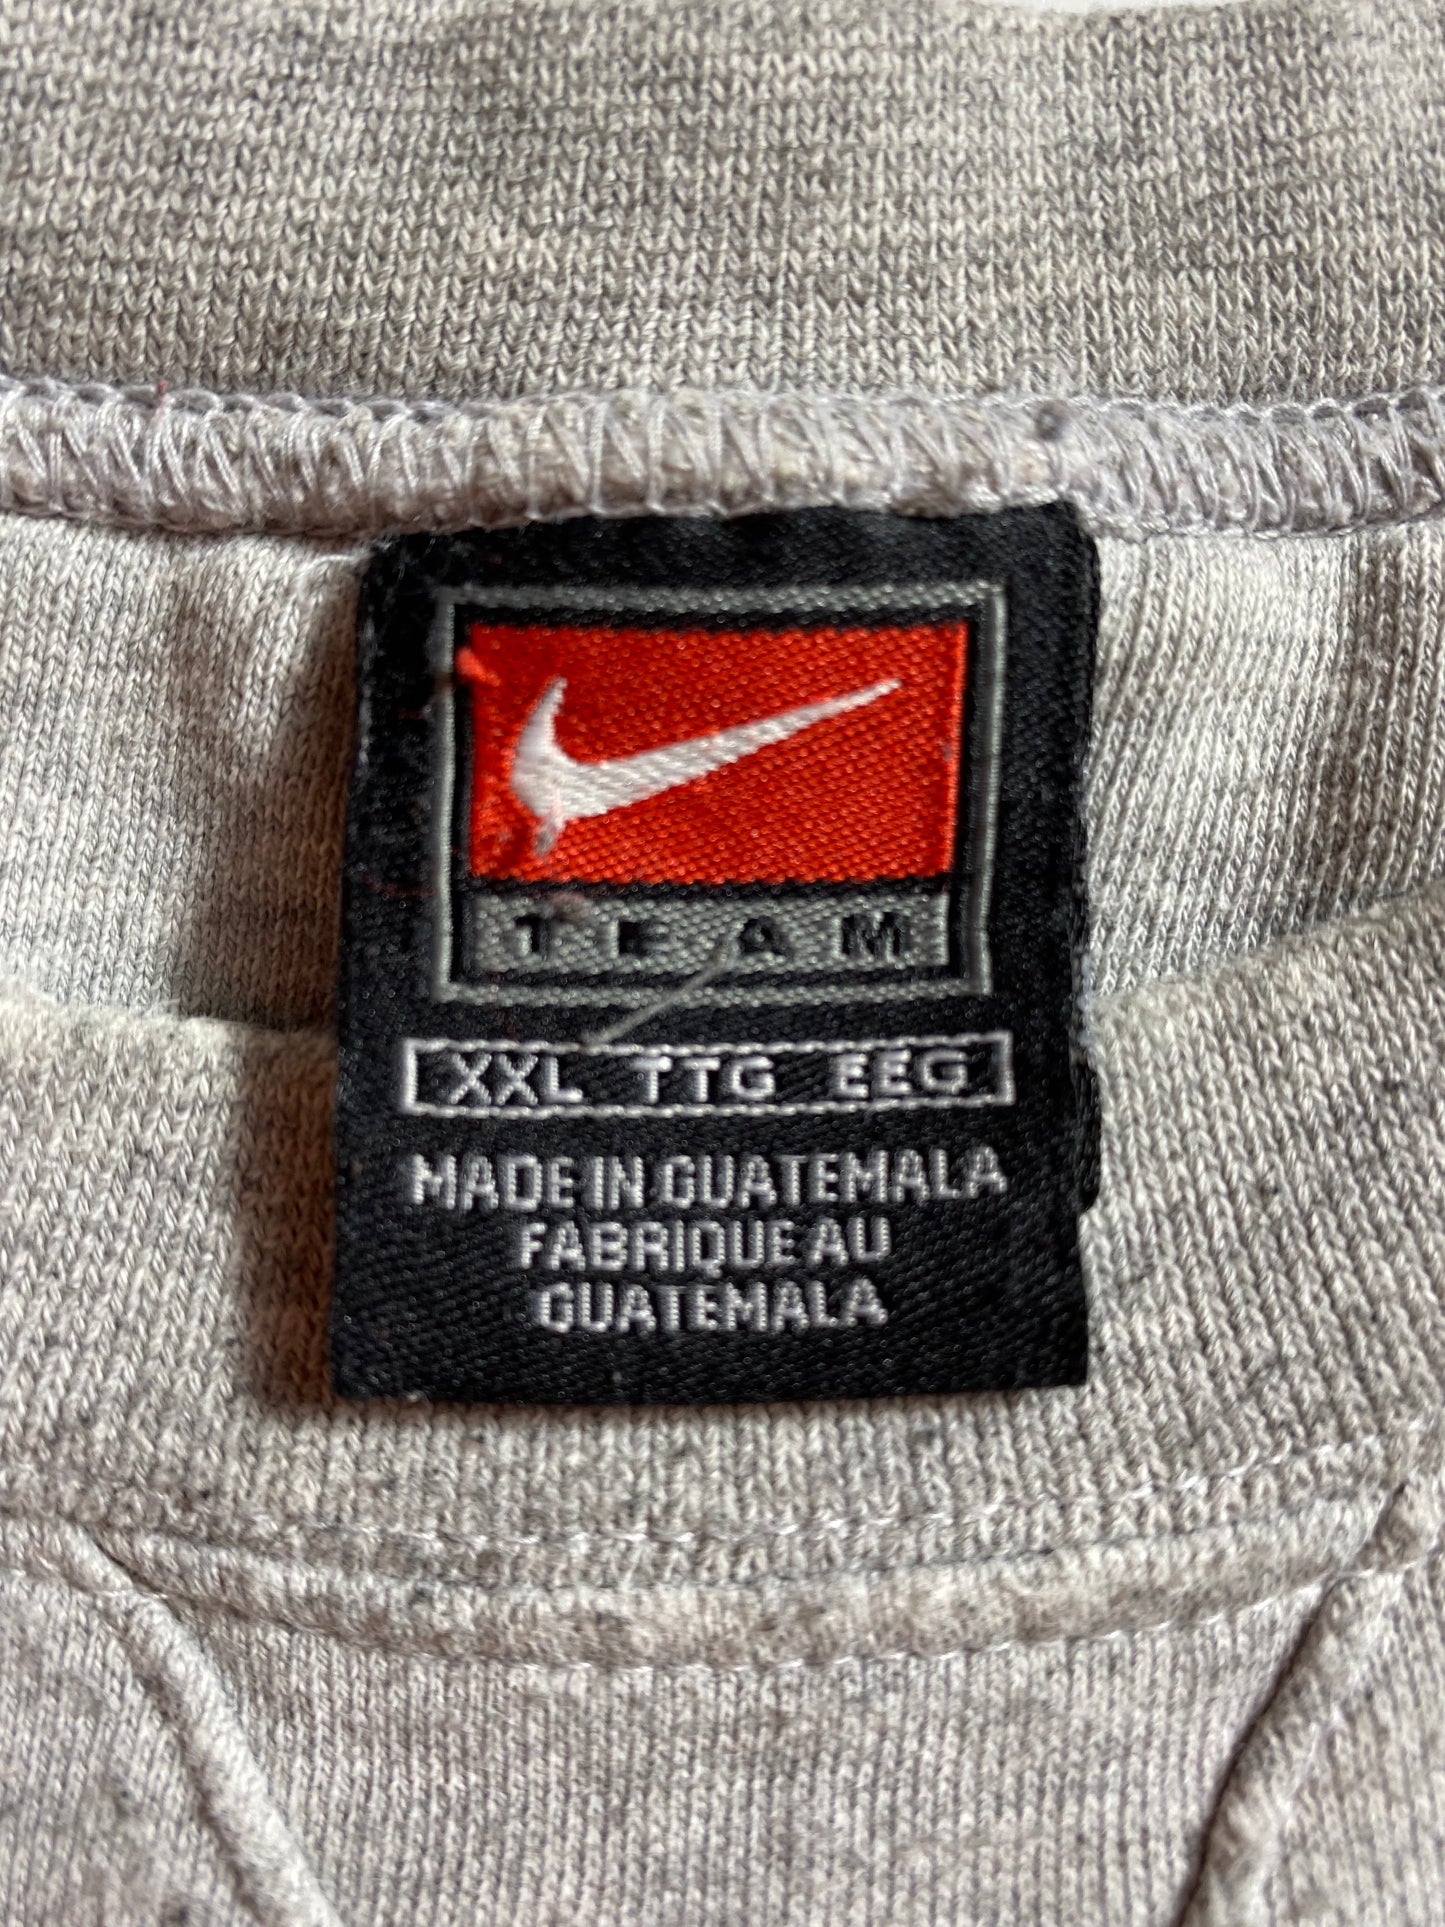 TEAM
XXL TTG EEG
MADE IN GUATEMALA
FABRIQUE AU
GUATEMALA